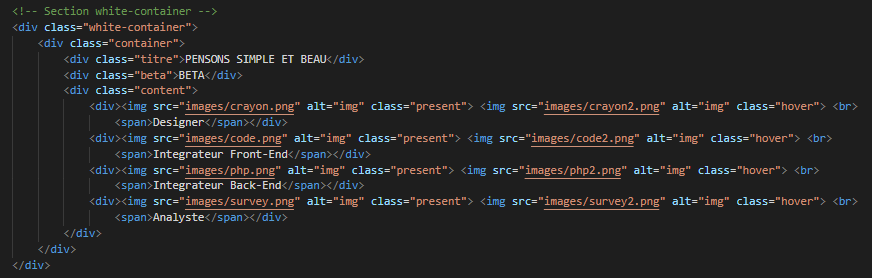 <!-- Section white-container -->
<div class="white-container">
<div class="container">
<div class="titre">PENSONS SIMPLE ET BEAU</div>
<div class="beta">BETA</div>
<div class="content">
<div><img src="images/crayon.png" alt="img" class="present"> <img src="images/crayon2.png" alt="img" class="hover"> <br>
<span>Designer</span></div>
<div><img src="images/code.png" alt="img" class="present"> <img src="images/code2.png" alt="img" class="hover"> <br>
<span>Integrateur Front-End</span></div>
<div><img src="images/php.png" alt="img" class="present"> <img src="images/php2.png" alt="img" class="hover"> <br>
<span>Integrateur Back-End</span></div>
<div><img src="images/survey.png" alt="img" class="present"> <img src="images/survey2.png" alt="img" class="hover"> <br>
<span>Analyste</span></div>
</div>
</div>
</div>